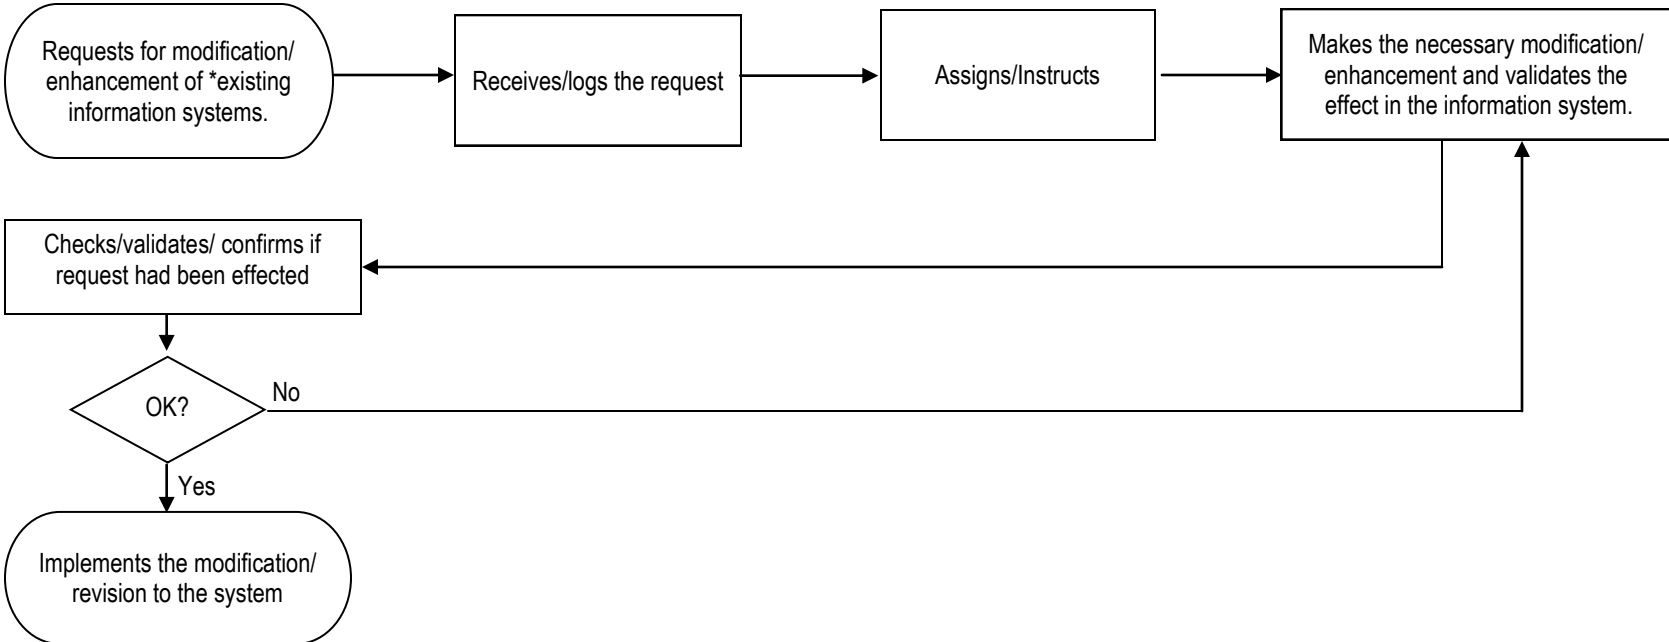 Requests for modification/
enhancement of *existing
information systems.
Receives/logs the request
Assigns/Instructs
Makes the necessary modification/
enhancement and validates the
effect in the information system.
Checks/validates/ confirms if
request had been effected
OK?
No
Yes
Implements the modification/
revision to the system